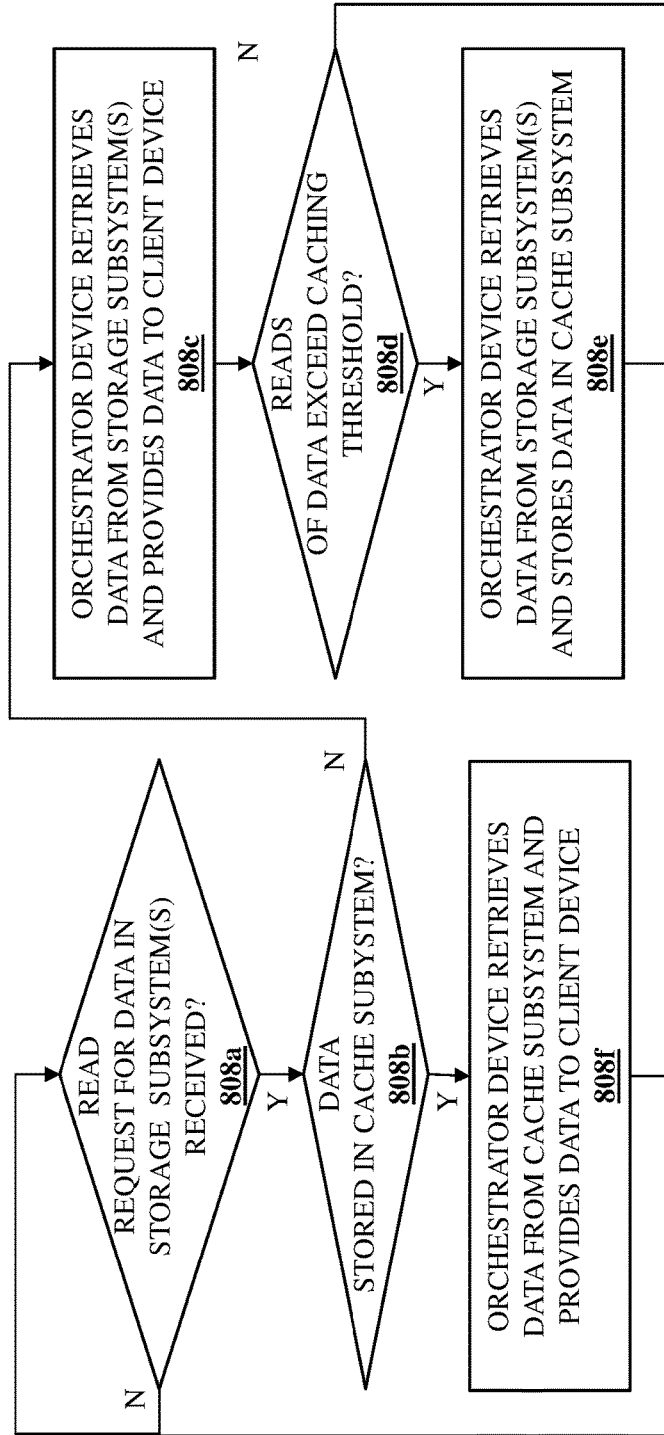 READ
REQUEST FOR DATA IN
STORAGE SUBSYSTEM(S)
RECEIVED?
808a
N
Y
DATA
STORED IN CACHE SUBYSTEM?
808b
N
Y
ORCHESTRATOR DEVICE RETRIEVES
DATA FROM CACHE SUBSYSTEM AND
PROVIDES DATA TO CLIENT DEVICE
808f
ORCHESTRATOR DEVICE RETRIEVES
DATA FROM STORAGE SUBSYSTEM(S)
AND PROVIDES DATA TO CLIENT DEVICE
808c
N
READS
OF DATA EXCEED CACHING
THRESHOLD?
808d
Y
ORCHESTRATOR DEVICE RETRIEVES
DATA FROM STORAGE SUBSYSTEM(S)
AND STORES DATA IN CACHE SUBSYSTEM
808e